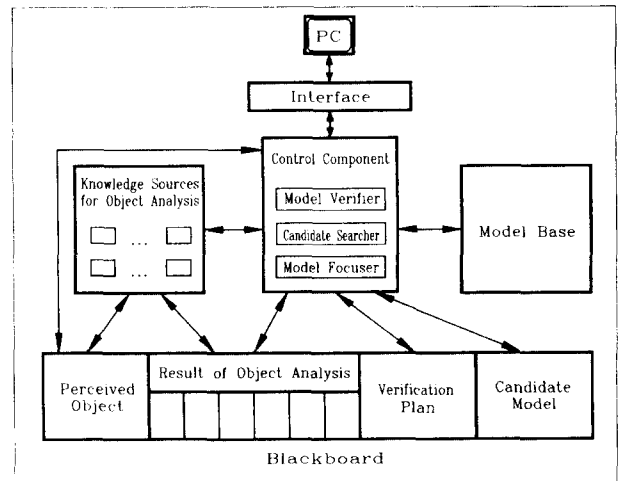 PC
Interface
Control Component
Model Verifier
Candidate Searcher
Model Focuser
Knowledge Sources
for Object Analysis
...
...
Model Base
Perceived
Object
Result of Object Analysis
Verification
Plan
Candidate
Model
Blackboard